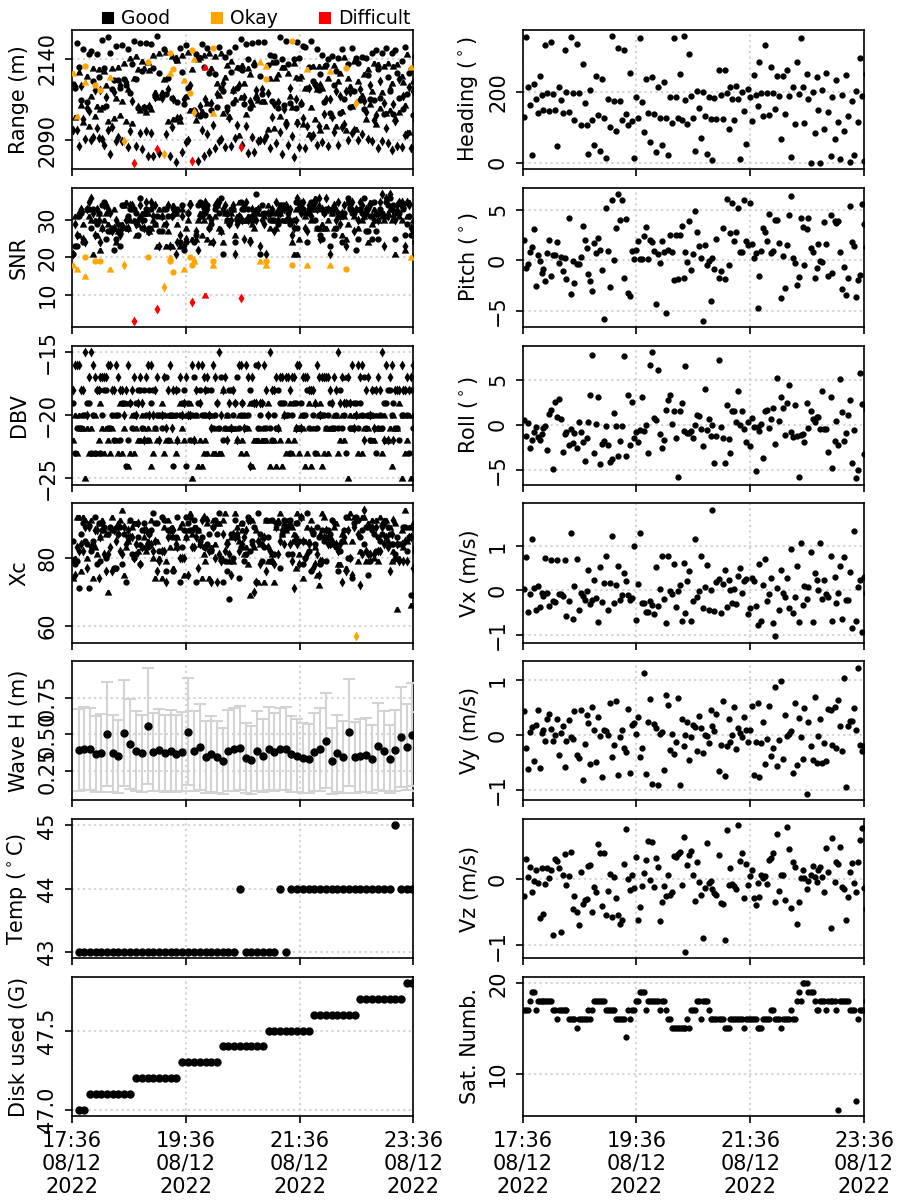 Good Okay Difficult
Range (m)
2140
2090
Heading (°)
200
0
SNR
30
20
10
Pitch (°)
5
0
−5
DBV
−15
−20
−25
Roll (°)
5
0
−5
Xc
80
60
Vx (m/s)
1
0
−1
Wave H (m)
0.75
0.50
0.25
Vy (m/s)
1
0
−1
Temp (°C)
45
44
43
Vz (m/s)
0
−1
Disk used (G)
47.5
47.0
Sat. Numb.
20
10
17:36 19:36 21:36 23:36
08/12 08/12 08/12 08/12
2022 2022 2022 2022
17:36 19:36 21:36 23:36
08/12 08/12 08/12 08/12
2022 2022 2022 2022